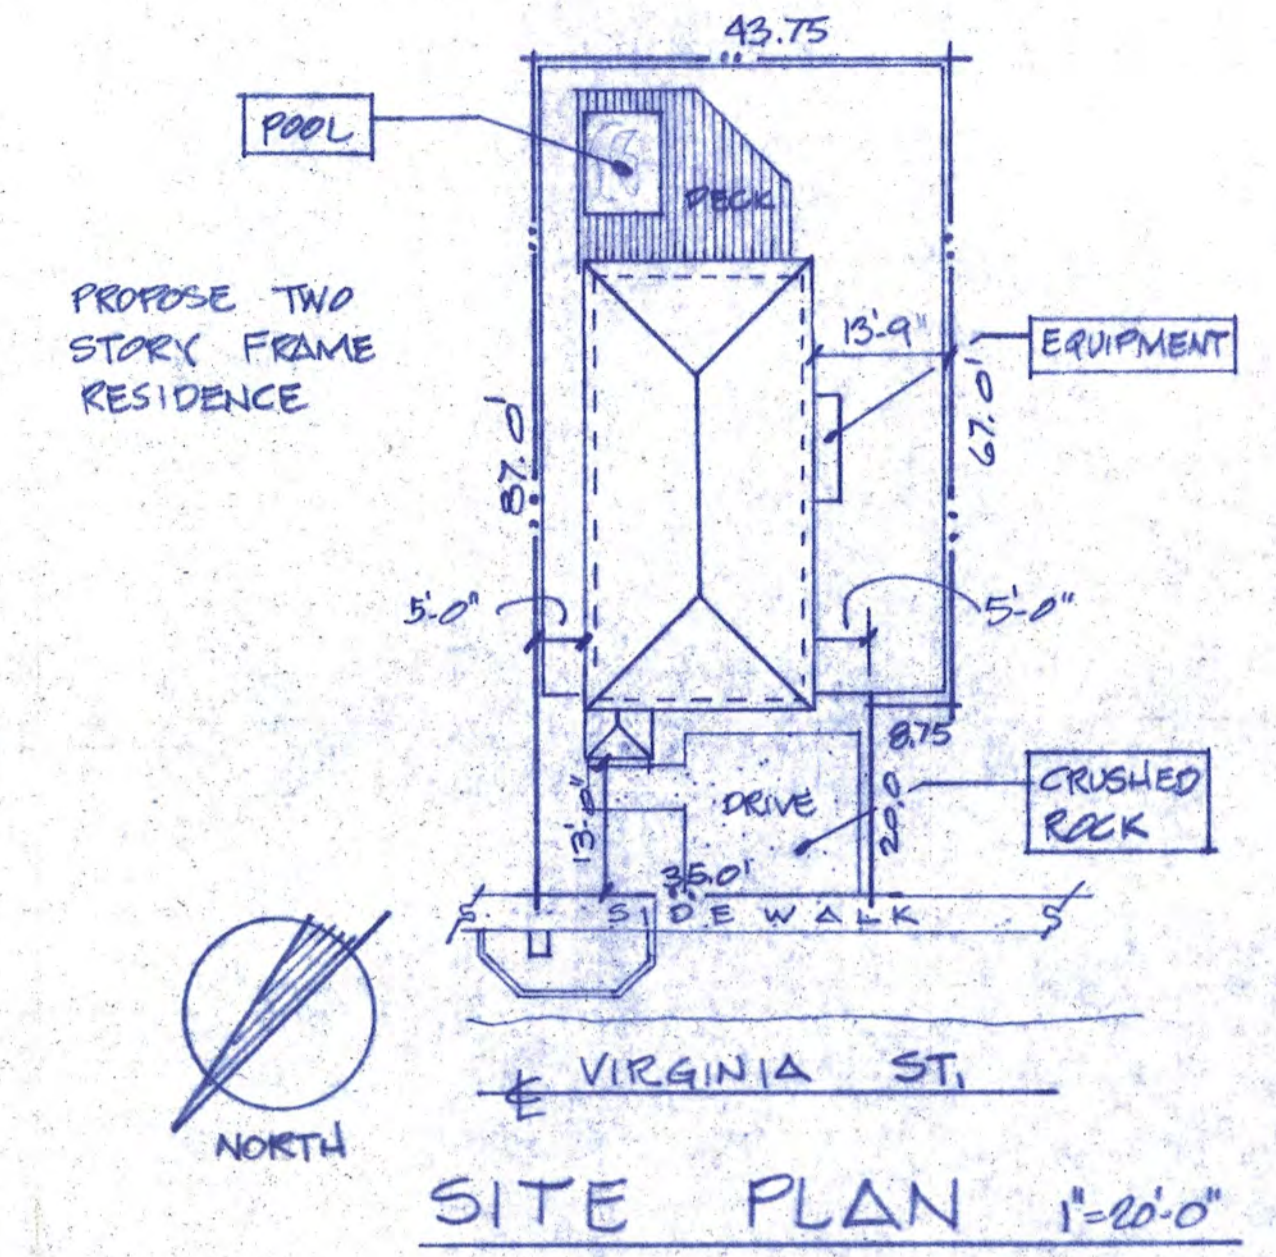 43.75
POOL
DECK
PROPOSE TWO
STORY FRAME
RESIDENCE
13'-9"
EQUIPMENT
87.0'
67.0'
5'-0"
5'-0"
8.75
13'-0"
DRIVE
20.0
CRUSHED
ROCK
35.0'
S SIDEWALK S
NORTH
℄ VIRGINIA ST.
SITE PLAN 1"=20'-0"